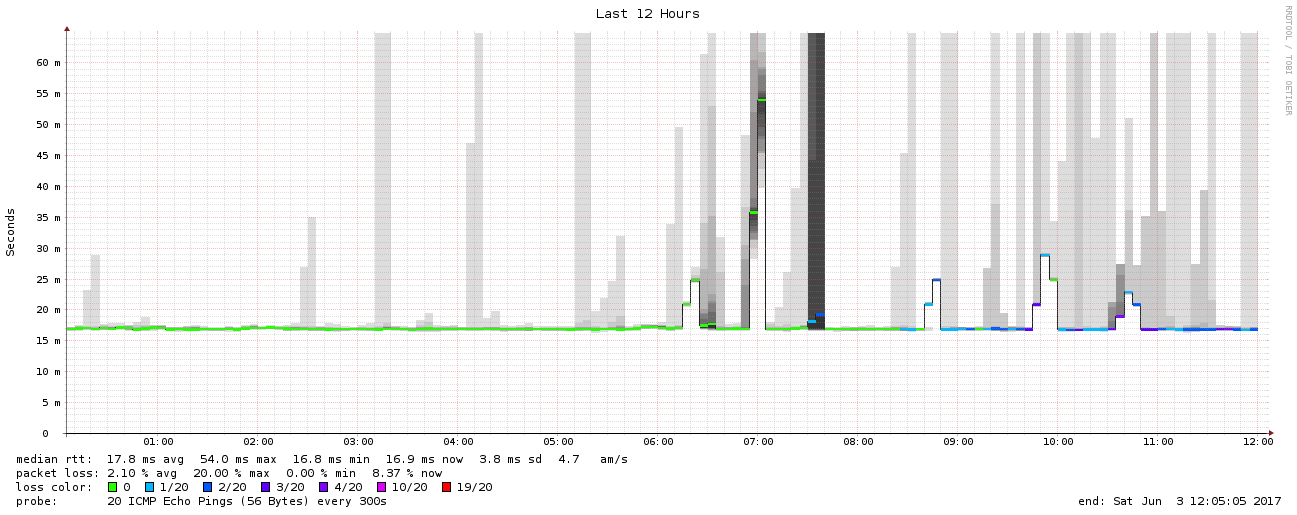 Last 12 Hours
RRDTOOL / TOBI OETIKER
Seconds
60 m
55 m
50 m
45 m
40 m
35 m
30 m
25 m
20 m
15 m
10 m
5 m
0
01:00 02:00 03:00 04:00 05:00 06:00 07:00 08:00 09:00 10:00 11:00 12:00
median rtt: 17.8 ms avg 54.0 ms max 16.8 ms min 16.9 ms now 3.8 ms sd 4.7 am/s
packet loss: 2.10 % avg 20.00 % max 0.00 % min 8.37 % now
loss color: 0 1/20 2/20 3/20 4/20 10/20 19/20
probe: 20 ICMP Echo Pings (56 Bytes) every 300s end: Sat Jun 3 12:05:05 2017